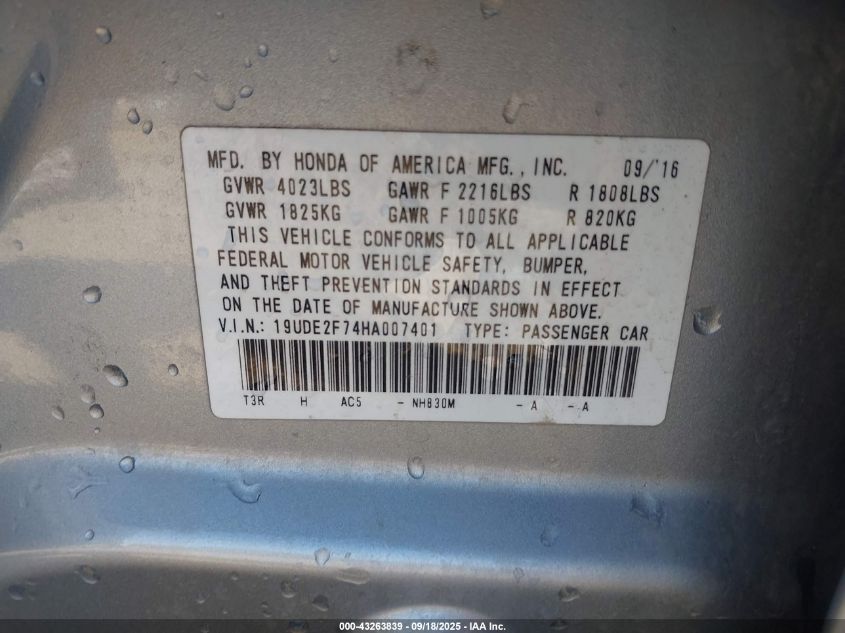 MFD. BY HONDA OF AMERICA MFG., INC. 09/'16
GVWR 4023LBS GAWR F 2216LBS R 1808LBS
GVWR 1825KG GAWR F 1005KG R 820KG
THIS VEHICLE CONFORMS TO ALL APPLICABLE
FEDERAL MOTOR VEHICLE SAFETY, BUMPER,
AND THEFT PREVENTION STANDARDS IN EFFECT
ON THE DATE OF MANUFACTURE SHOWN ABOVE.
V.I.N.: 19UDE2F74HA007401 TYPE: PASSENGER CAR
T3R H AC5 - NH830M - A - A
000-43263839 - 09/18/2025 - IAA Inc.